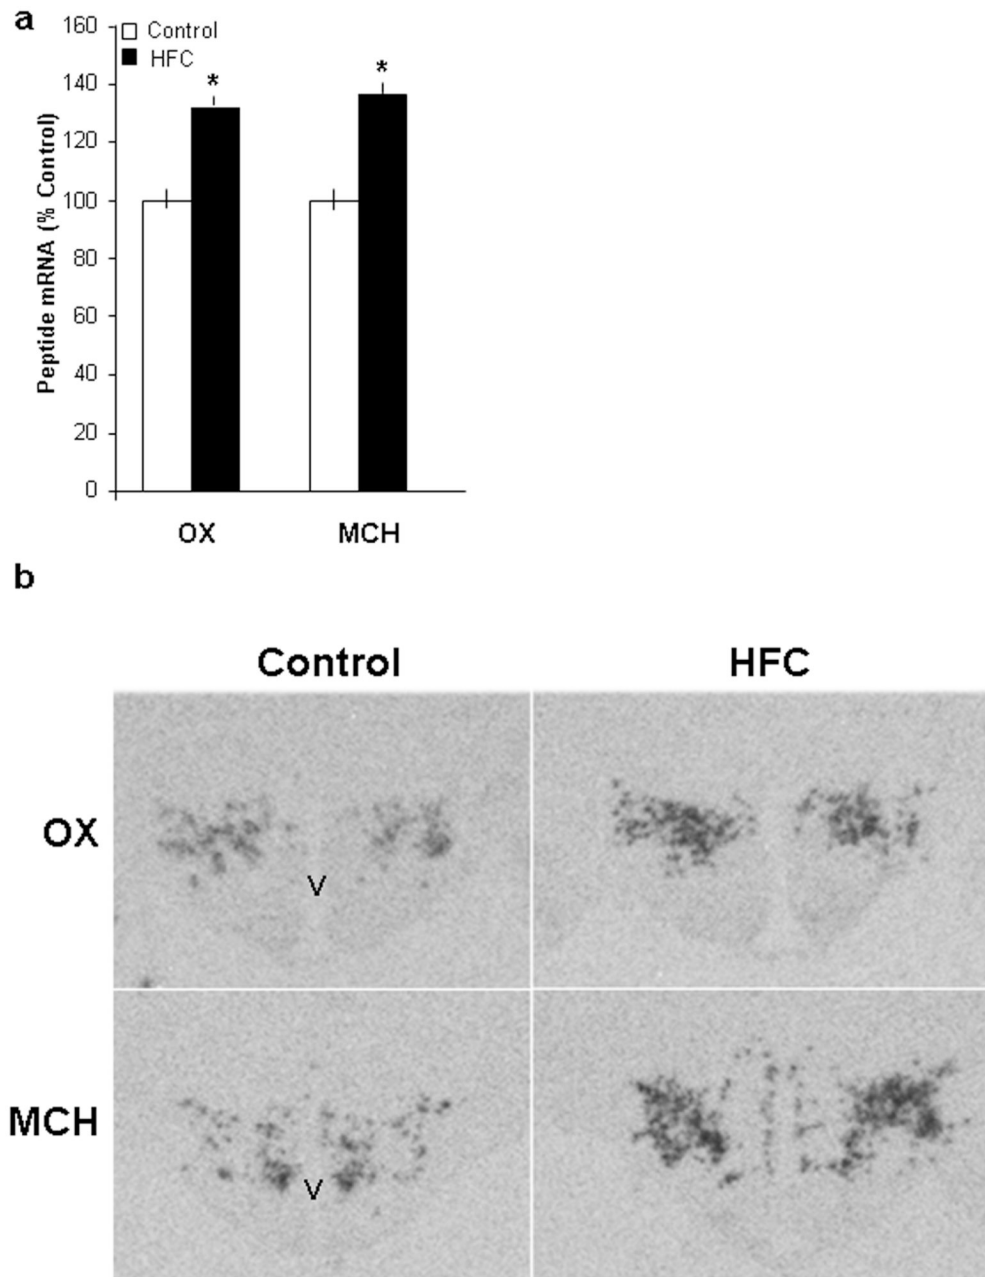 a
Peptide mRNA (% Control)
160
140
120
100
80
60
40
20
0
Control
HFC
*
*
OX
MCH
b
Control
HFC
OX
V
MCH
V